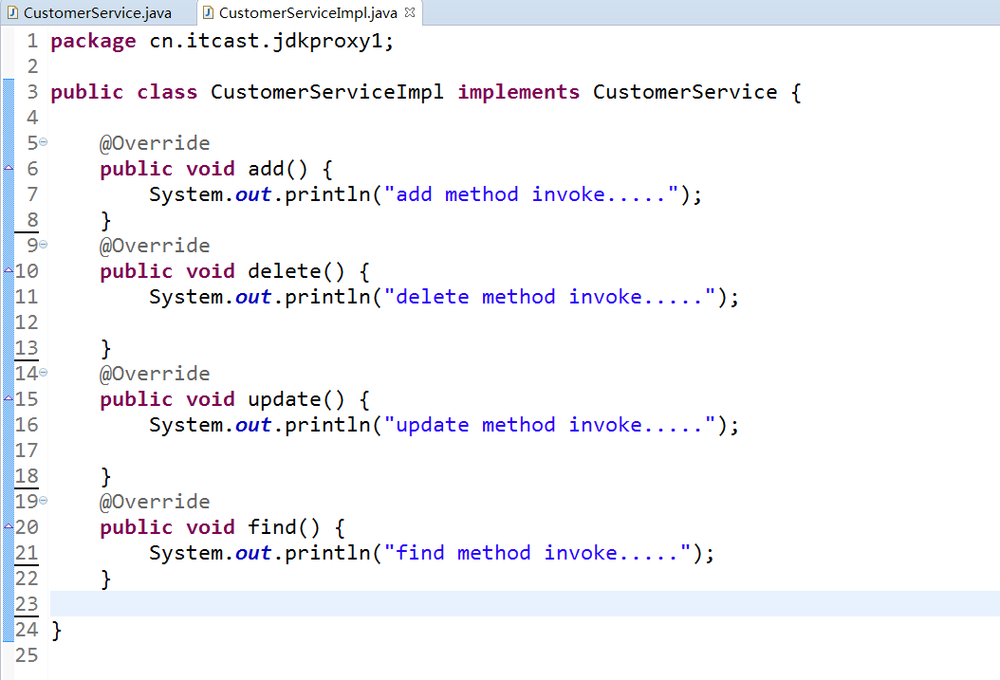 CustomerService.java CustomerServiceImpl.java
1 package cn.itcast.jdkproxy1;
2
3 public class CustomerServiceImpl implements CustomerService {
4
5     @Override
6     public void add() {
7         System.out.println("add method invoke.....");
8     }
9     @Override
10     public void delete() {
11         System.out.println("delete method invoke.....");
12
13     }
14     @Override
15     public void update() {
16         System.out.println("update method invoke.....");
17
18     }
19     @Override
20     public void find() {
21         System.out.println("find method invoke.....");
22     }
23
24 }
25